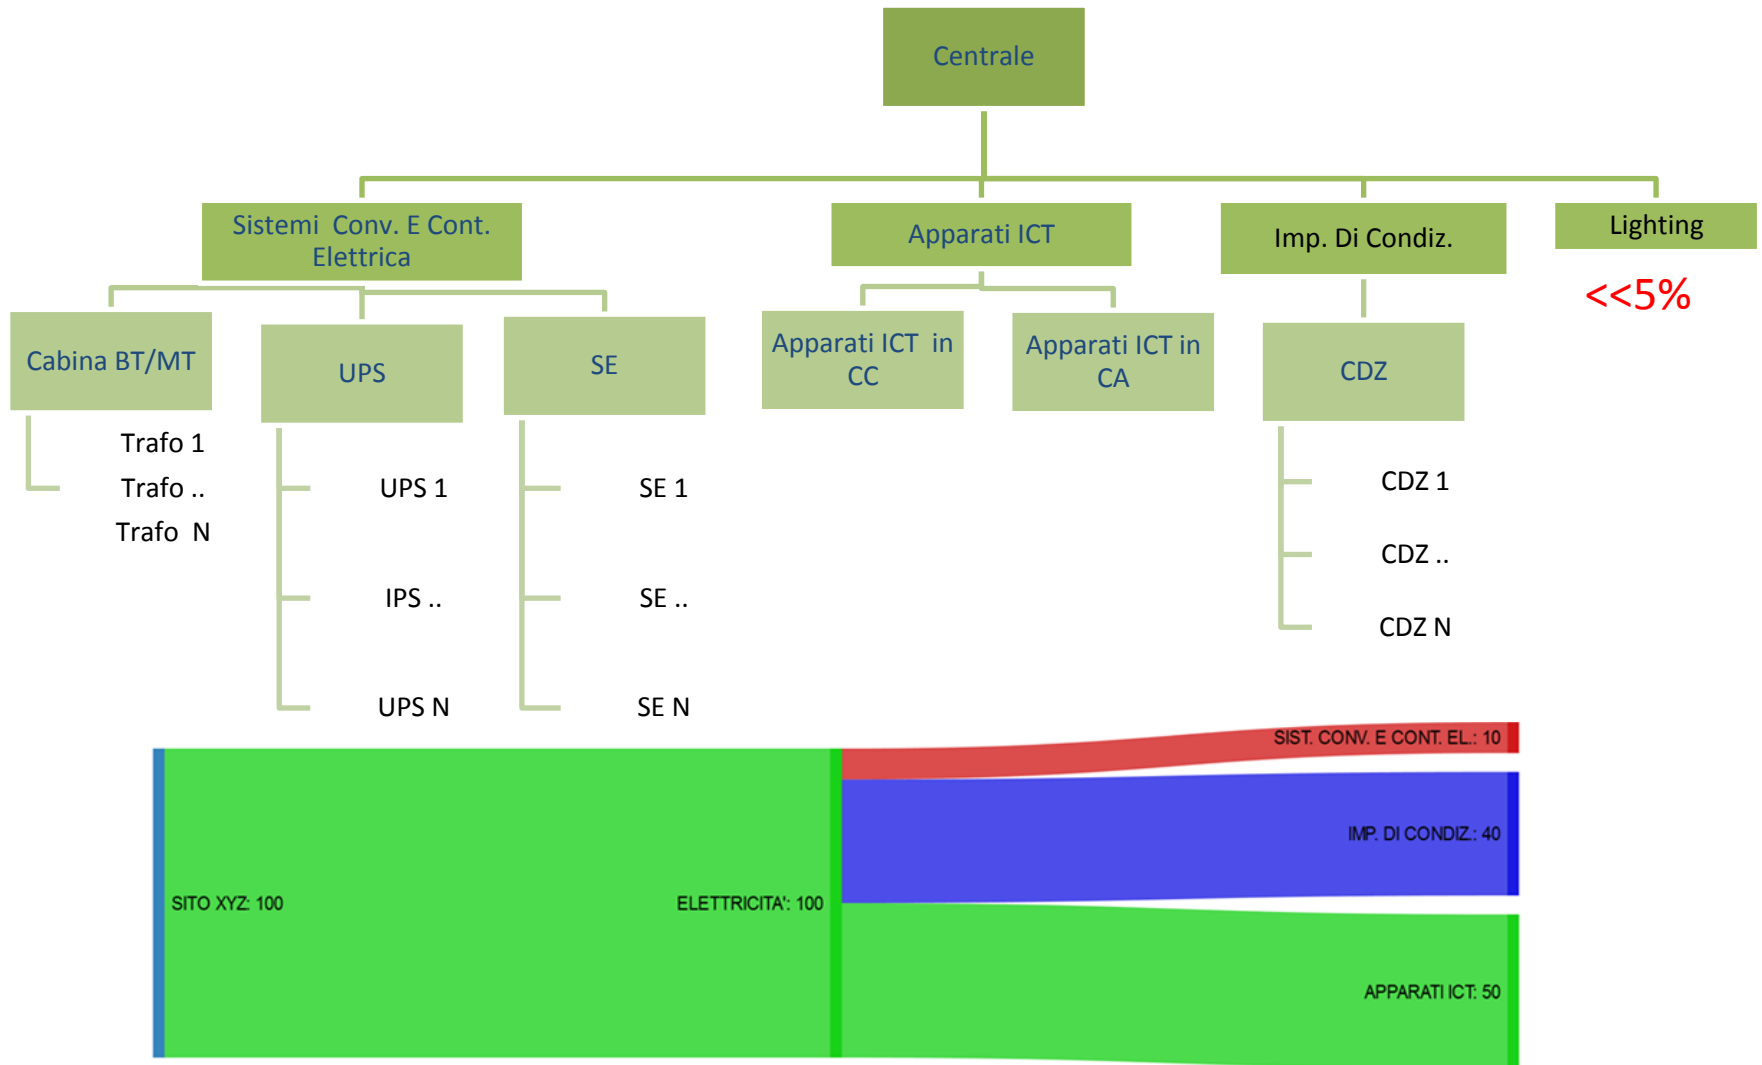 Centrale
Sistemi Conv. E Cont.
Elettrica
Apparati ICT
Imp. Di Condiz.
Lighting
<<5%
Cabina BT/MT
UPS
SE
Apparati ICT in
CC
Apparati ICT in
CA
CDZ
Trafo 1
Trafo ..
Trafo N
UPS 1
IPS ..
UPS N
SE 1
SE ..
SE N
CDZ 1
CDZ ..
CDZ N
SITO XYZ: 100
ELETTRICITA': 100
SIST. CONV. E CONT. EL.: 10
IMP. DI CONDIZ.: 40
APPARATI ICT: 50